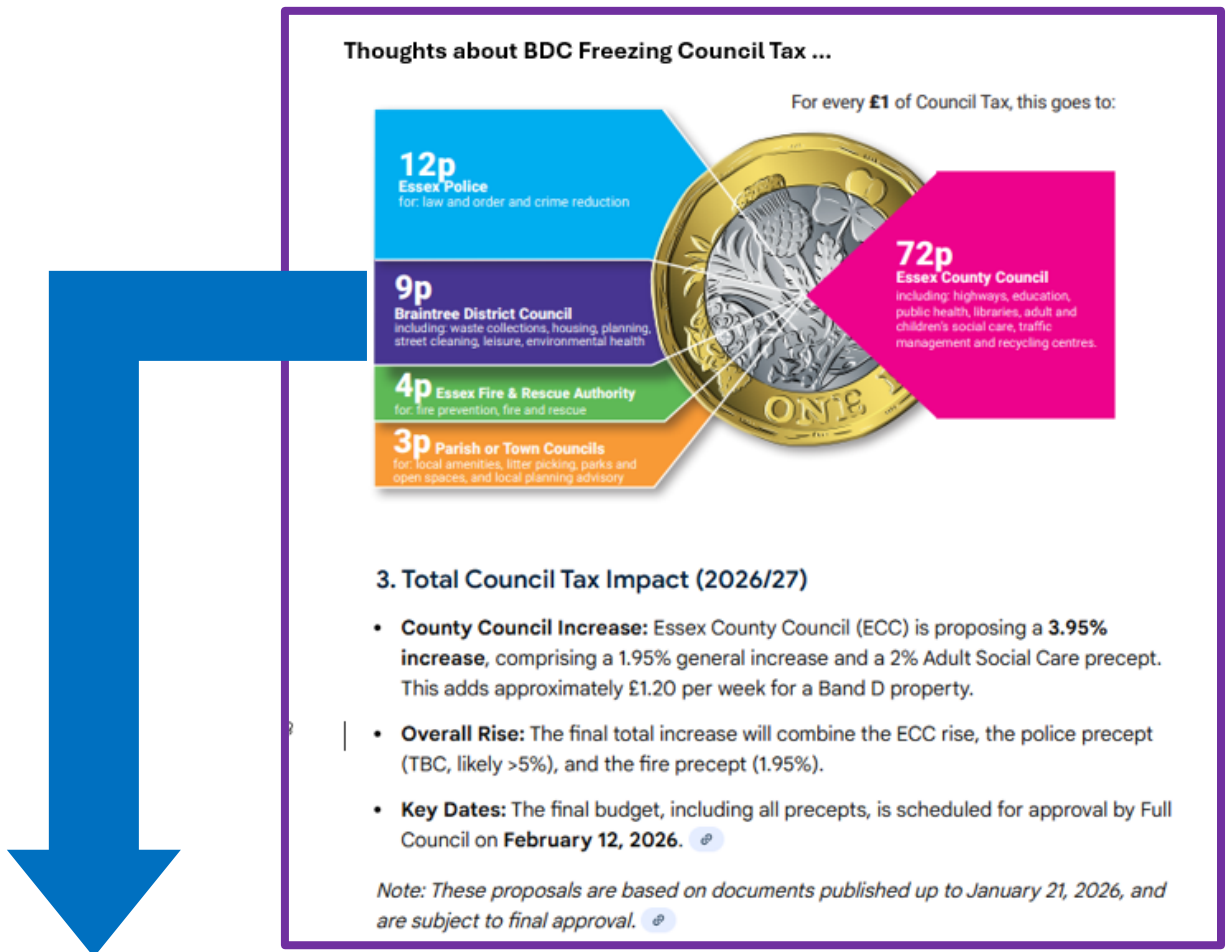 Thoughts about BDC Freezing Council Tax ...
For every £1 of Council Tax, this goes to:
12p
Essex Police
for: law and order and crime reduction
9p
Braintree District Council
including: waste collections, housing, planning,
street cleaning, leisure, environmental health
4p Essex Fire & Rescue Authority
for: fire prevention, fire and rescue
3p Parish or Town Councils
for: local amenities, litter picking, parks and
open spaces, and local planning advisory
72p
Essex County Council
including: highways, education,
public health, libraries, adult and
children's social care, traffic
management and recycling centres.
ONE
3. Total Council Tax Impact (2026/27)
• County Council Increase: Essex County Council (ECC) is proposing a 3.95%
increase, comprising a 1.95% general increase and a 2% Adult Social Care precept.
This adds approximately £1.20 per week for a Band D property.
• Overall Rise: The final total increase will combine the ECC rise, the police precept
(TBC, likely >5%), and the fire precept (1.95%).
• Key Dates: The final budget, including all precepts, is scheduled for approval by Full
Council on February 12, 2026.
Note: These proposals are based on documents published up to January 21, 2026, and
are subject to final approval.